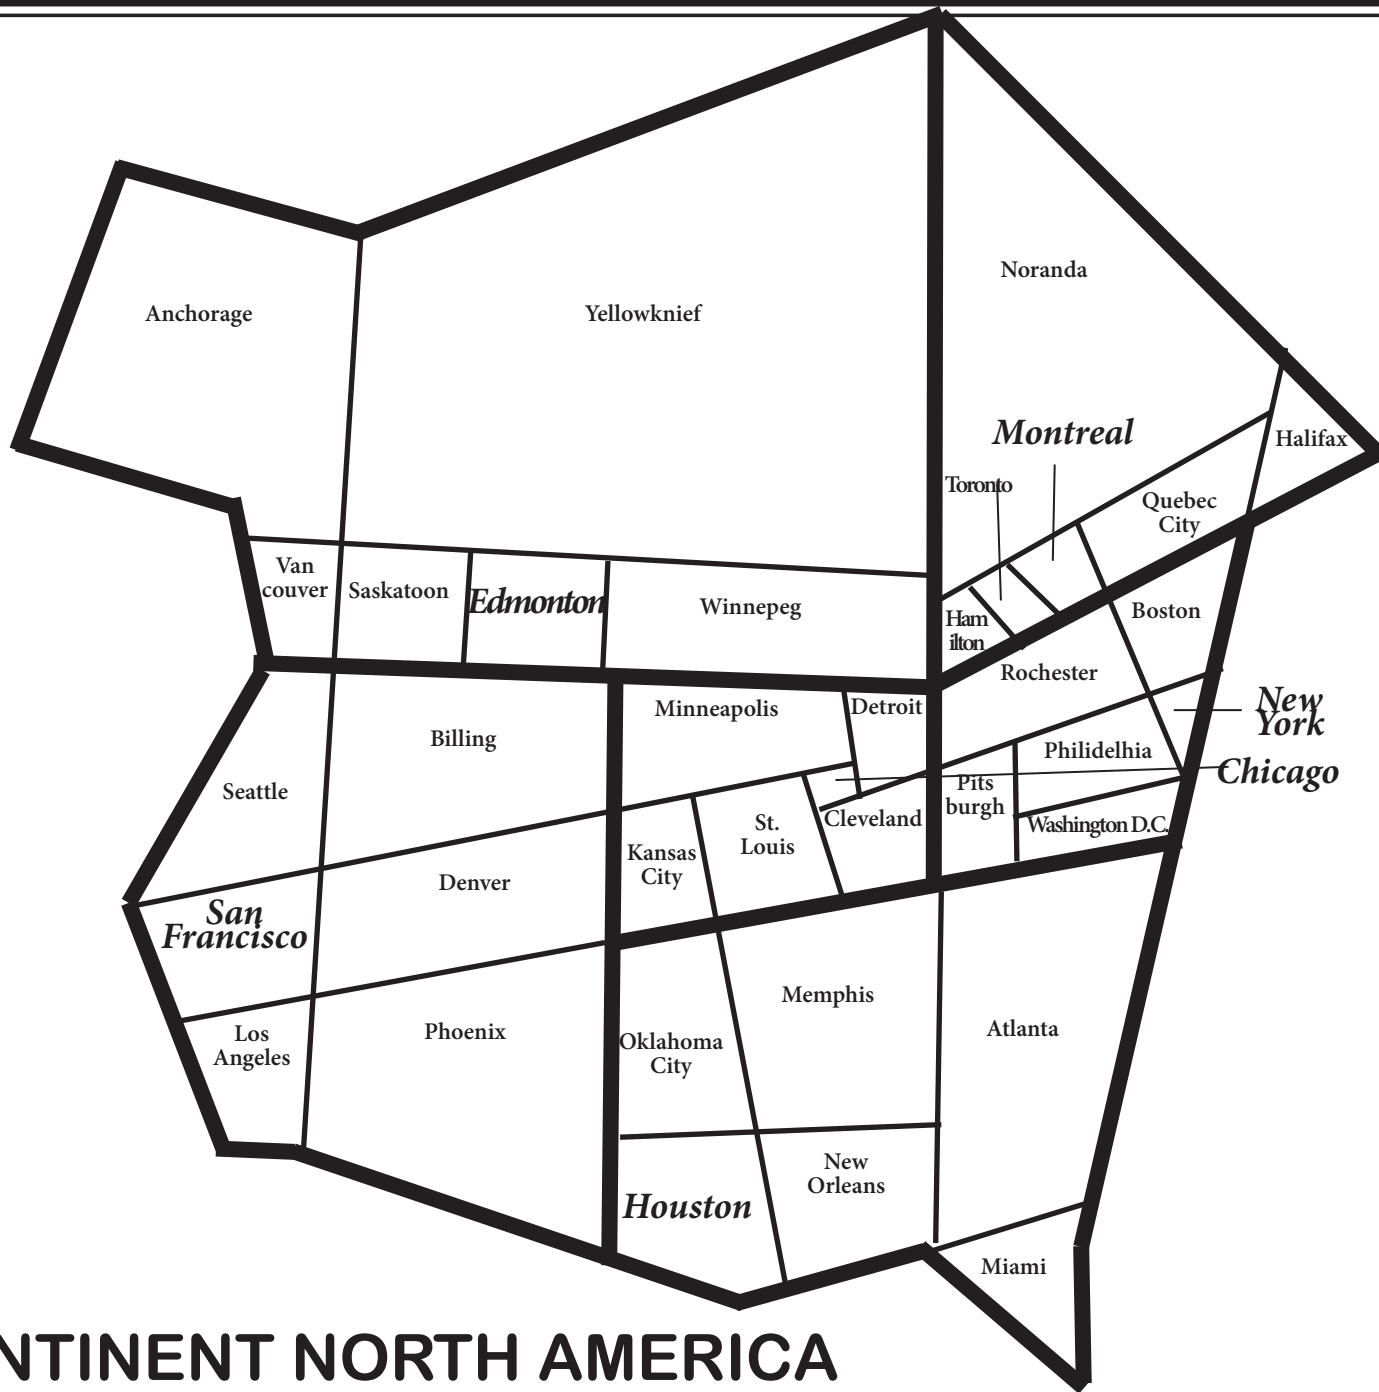 Noranda
Anchorage
Yellowknief
Montreal
Halifax
Toronto
Quebec
City
Van
couver
Saskatoon
Edmonton
Winnepeg
Ham
ilton
Boston
Rochester
Minneapolis
Detroit
New
York
Billing
Philidelhia
Chicago
Seattle
Pits
burgh
St.
Louis
Cleveland
Washington D.C.
Kansas
City
Denver
San
Francisco
Memphis
Los
Angeles
Phoenix
Oklahoma
City
Atlanta
New
Orleans
Houston
Miami
NTINENT NORTH AMERICA